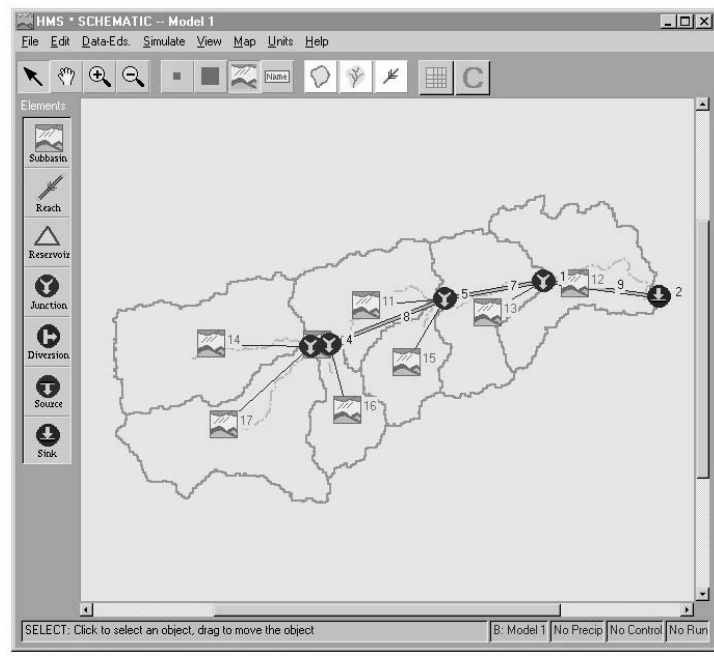 HMS * SCHEMATIC -- Model 1
File Edit Data-Eds. Simulate View Map Units Help
Name
C
Elements
Subbasin
Reach
Reservoir
Junction
Diversion
Source
Sink
12
1
7
9
2
5
11
13
8
4
14
15
16
17
SELECT: Click to select an object, drag to move the object
B: Model 1 No Precip No Control No Run